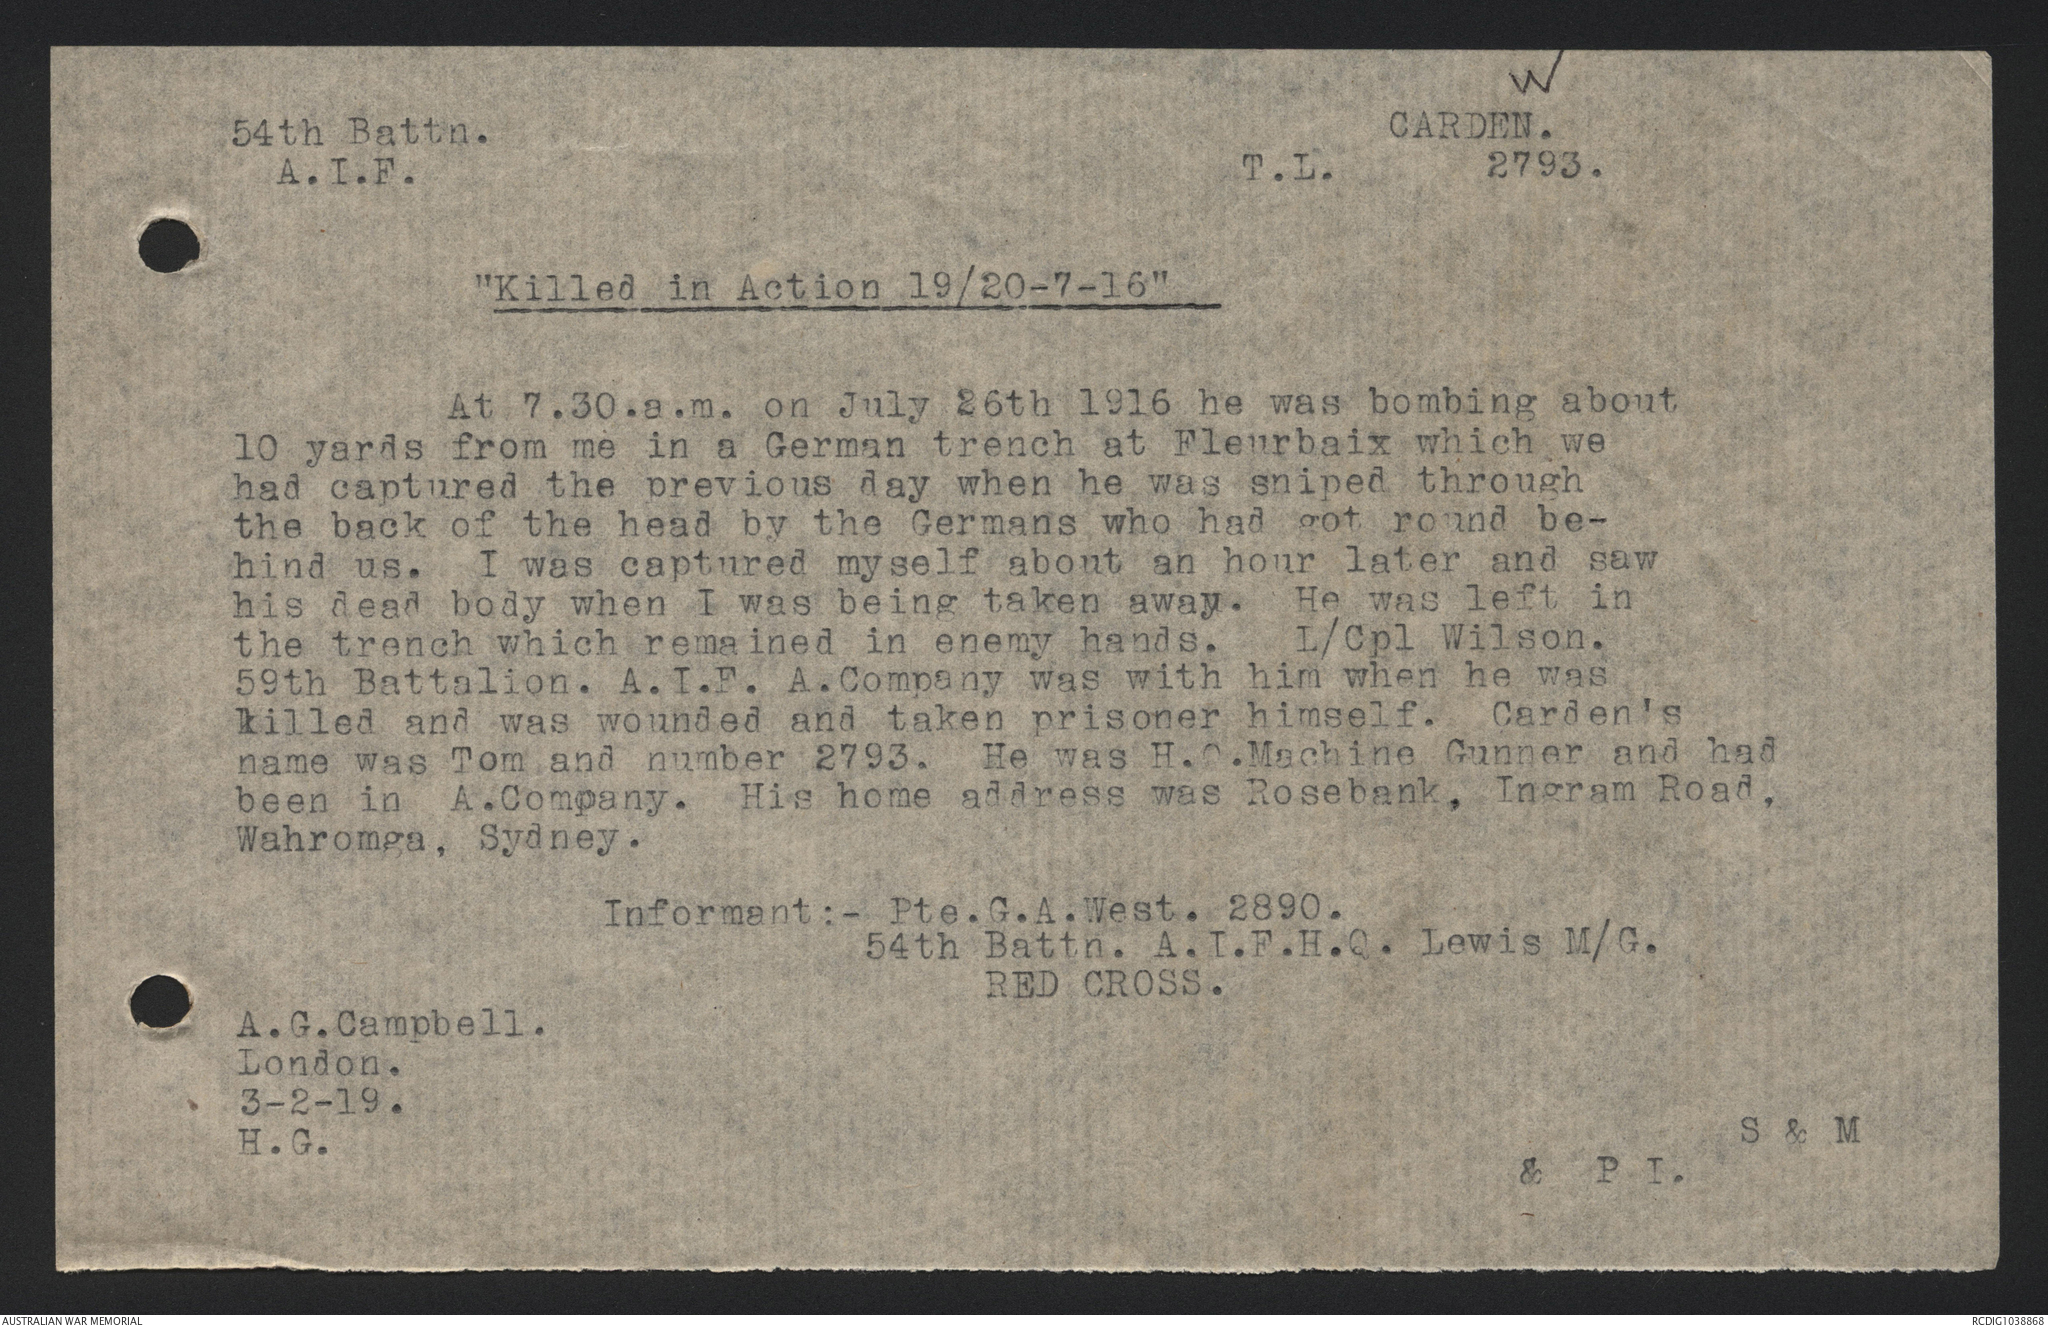 W
54th Battn.
A.I.F.
CARDEN.
T.L. 2793.
"Killed in Action 19/20-7-16"
At 7.30.a.m. on July 26th 1916 he was bombing about
10 yards from me in a German trench at Fleurbaix which we
had captured the previous day when he was sniped through
the back of the head by the Germans who had got round be-
hind us. I was captured myself about an hour later and saw
his dead body when I was being taken away. He was left in
the trench which remained in enemy hands. L/Cpl Wilson.
59th Battalion. A.I.F. A.Company was with him when he was
killed and was wounded and taken prisoner himself. Carden's
name was Tom and number 2793. He was H.Q.Machine Gunner and had
been in A.Company. His home address was Rosebank, Ingram Road,
Wahromga, Sydney.
Informant:- Pte.G.A.West. 2890.
54th Battn. A.I.F.H.Q. Lewis M/G.
RED CROSS.
A.G.Campbell.
London.
3-2-19.
H.G.
S & M
& P I.
AUSTRALIAN WAR MEMORIAL
RCDIG1038868